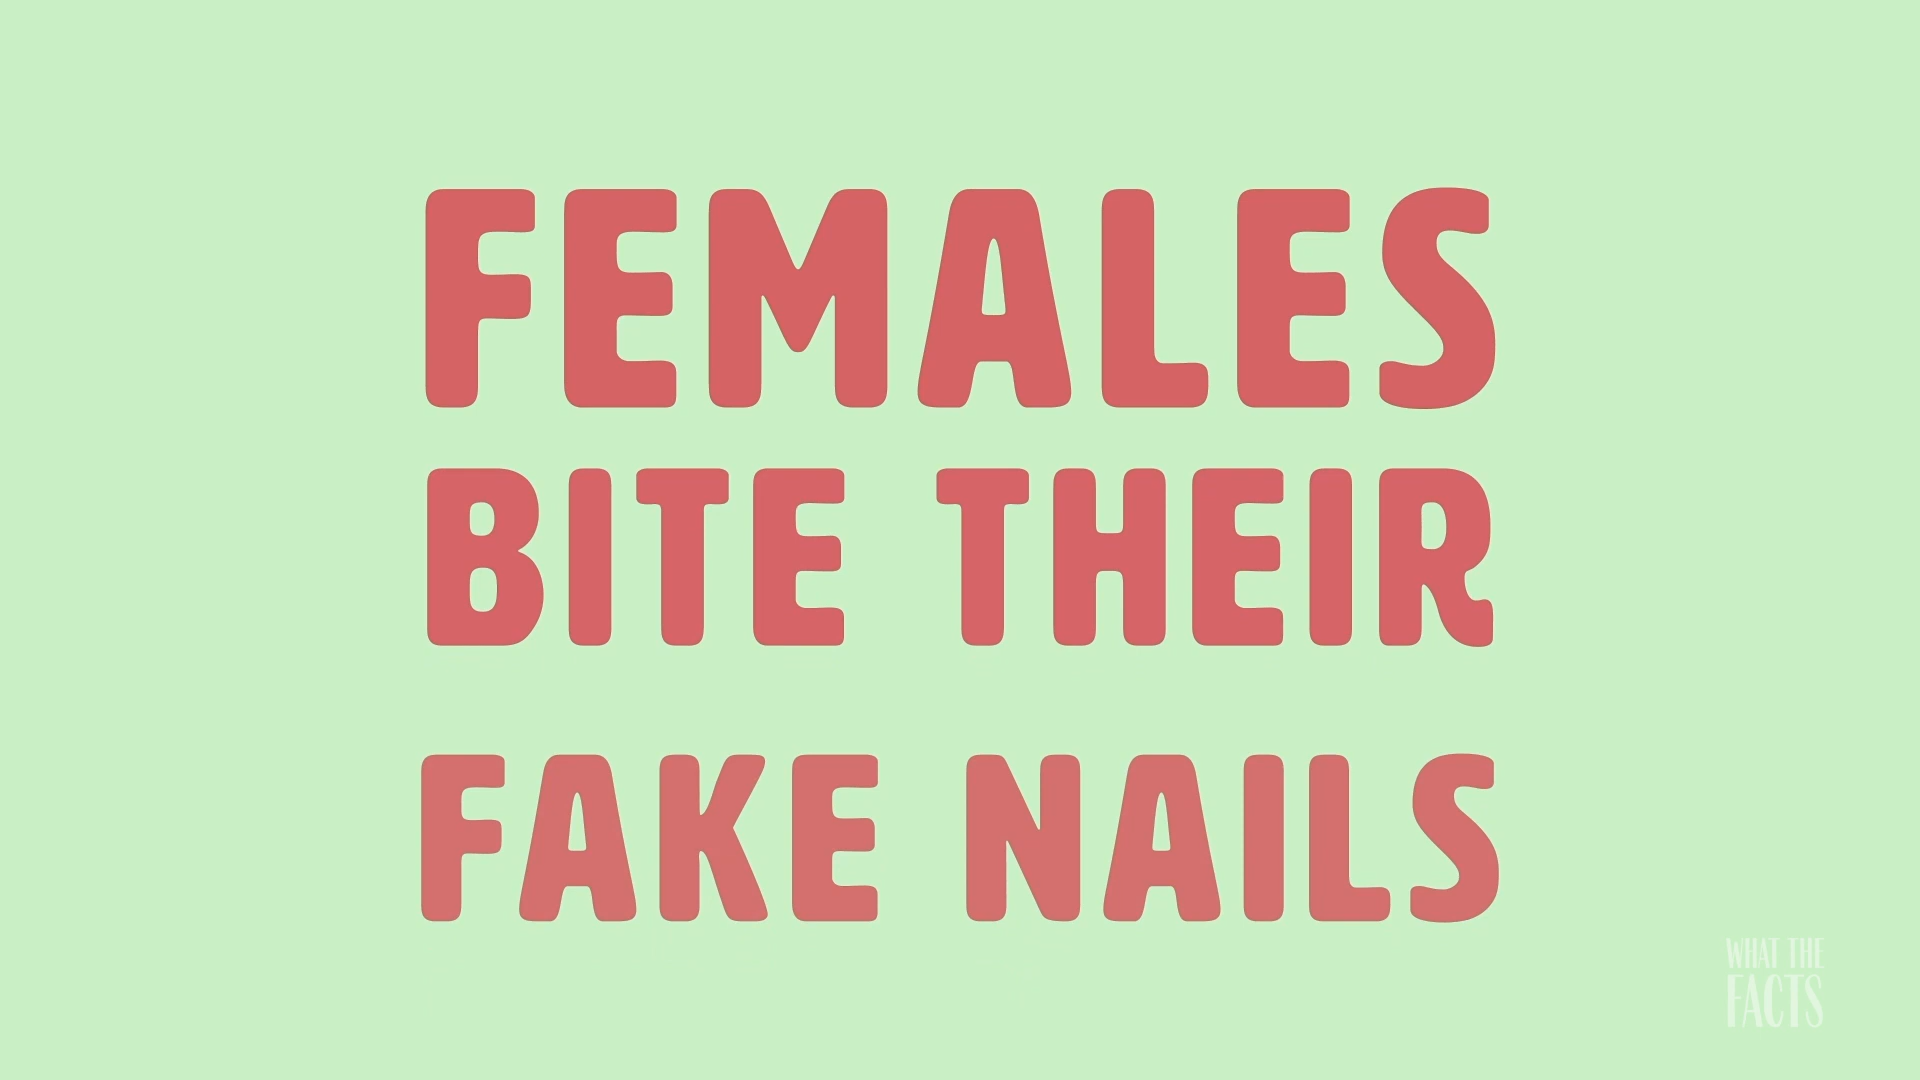 FEMALES
BITE THEIR
FAKE NAILS
WHAT THE
FACTS